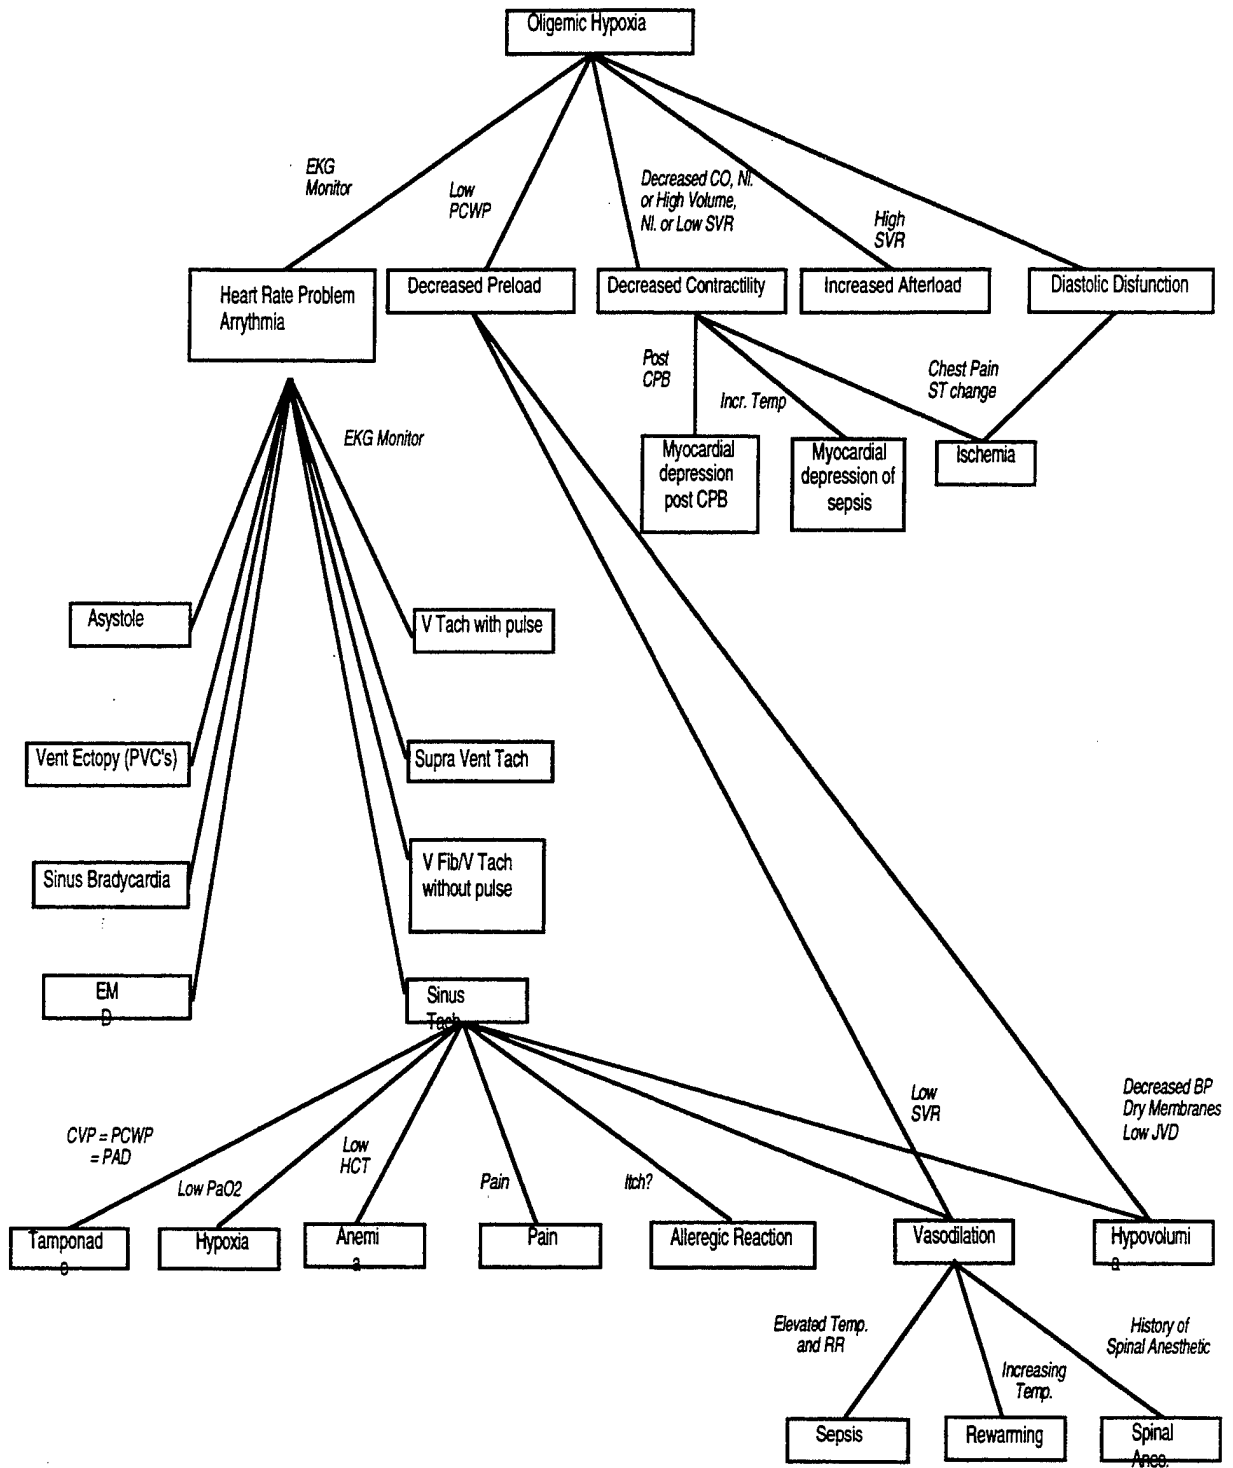 Oligemic Hypoxia
EKG
Monitor
Low
PCWP
Decreased CO, Nl.
or High Volume,
Nl. or Low SVR
High
SVR
Heart Rate Problem
Arrythmia
Decreased Preload
Decreased Contractility
Increased Afterload
Diastolic Disfunction
Post
CPB
Incr. Temp
Chest Pain
ST change
EKG Monitor
Myocardial
depression
post CPB
Myocardial
depression of
sepsis
Ischemia
Asystole
V Tach with pulse
Vent Ectopy (PVC's)
Supra Vent Tach
Sinus Bradycardia
V Fib/V Tach
without pulse
EM
D
Sinus
Tach
CVP = PCWP
= PAD
Low PaO2
Low
HCT
Pain
Itch?
Low
SVR
Decreased BP
Dry Membranes
Low JVD
Tamponad
e
Hypoxia
Anemi
a
Pain
Alleregic Reaction
Vasodilation
Hypovolumi
a
Elevated Temp.
and RR
Increasing
Temp.
History of
Spinal Anesthetic
Sepsis
Rewarming
Spinal
Anes.